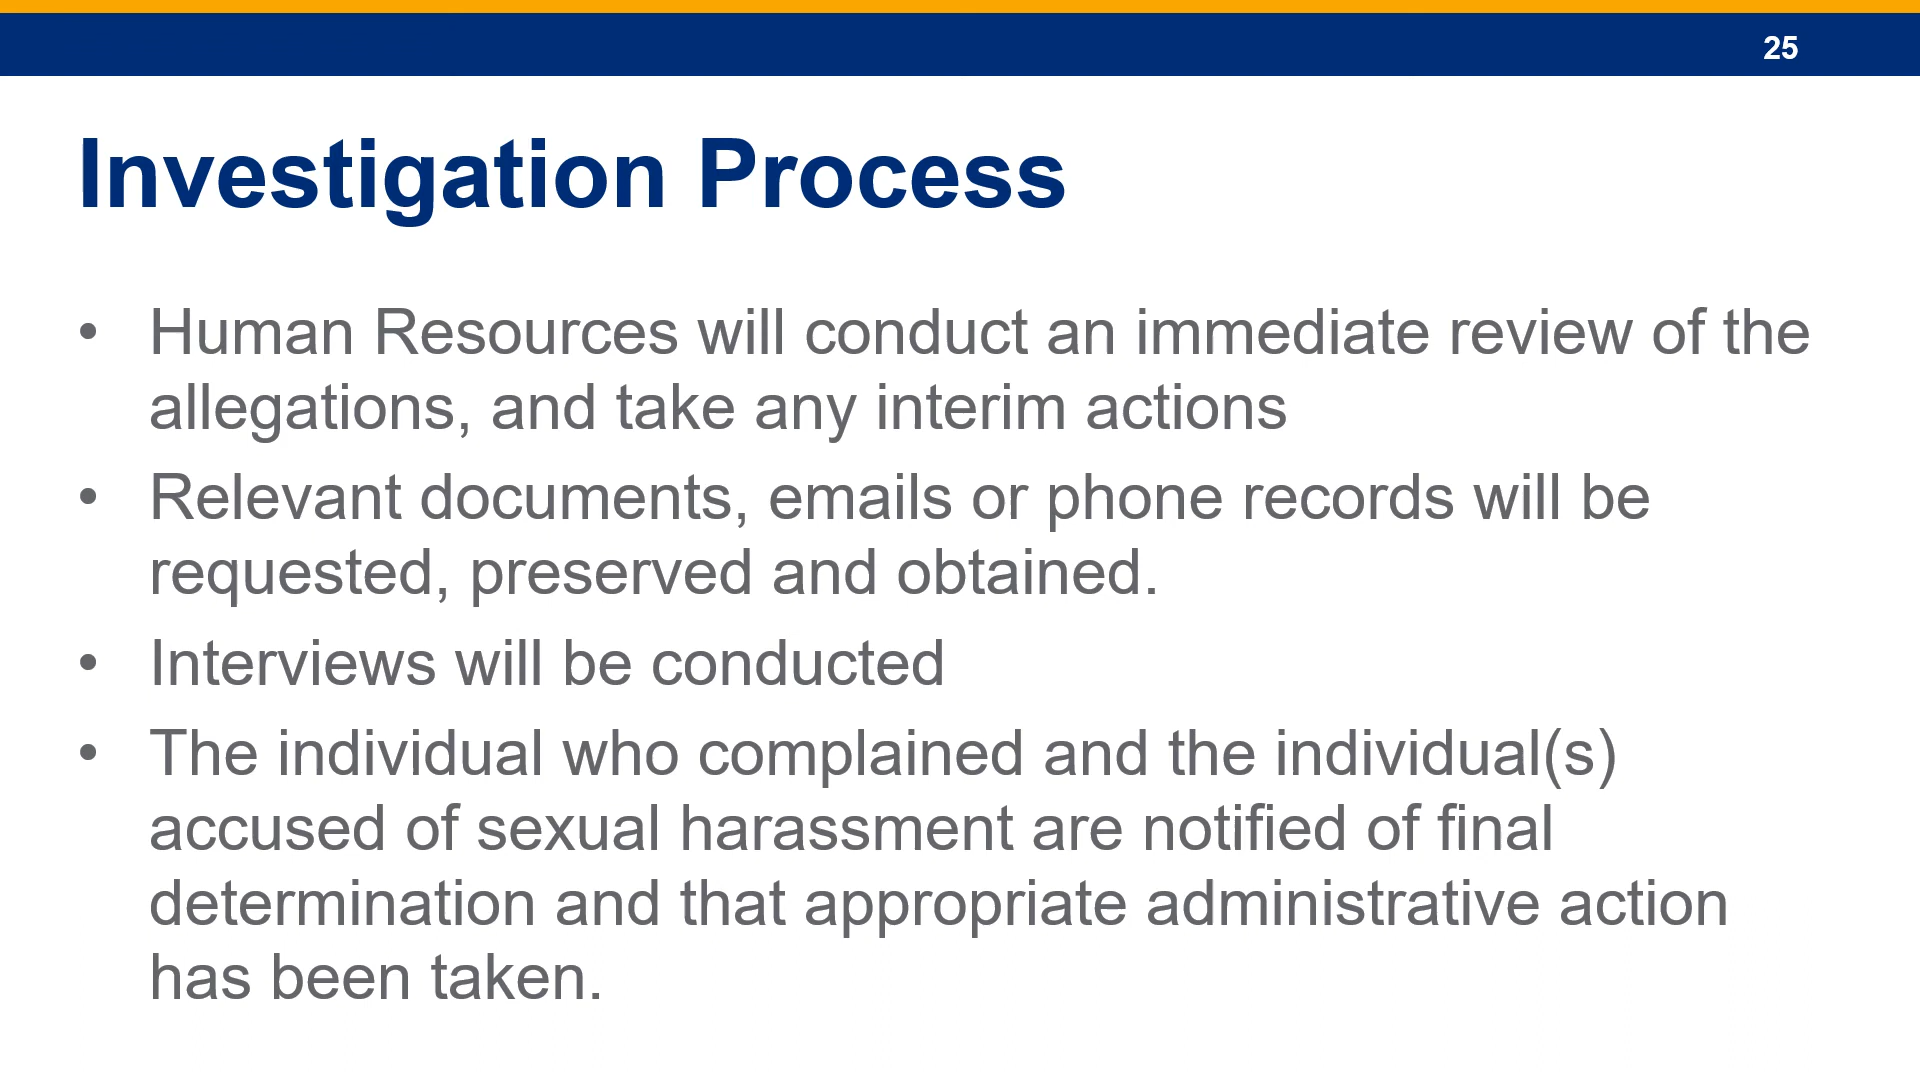 25
Investigation Process
• Human Resources will conduct an immediate review of the
allegations, and take any interim actions
• Relevant documents, emails or phone records will be
requested, preserved and obtained.
• Interviews will be conducted
• The individual who complained and the individual(s)
accused of sexual harassment are notified of final
determination and that appropriate administrative action
has been taken.